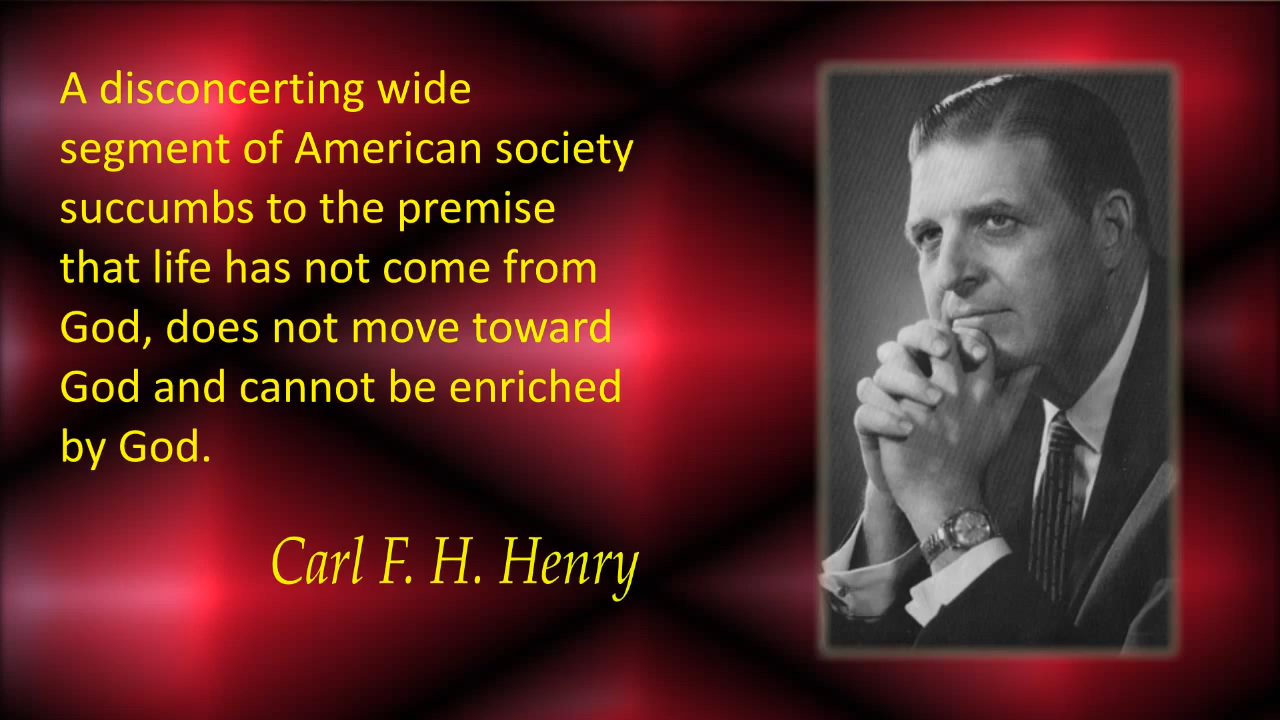 A disconcerting wide
segment of American society
succumbs to the premise
that life has not come from
God, does not move toward
God and cannot be enriched
by God.
Carl F. H. Henry